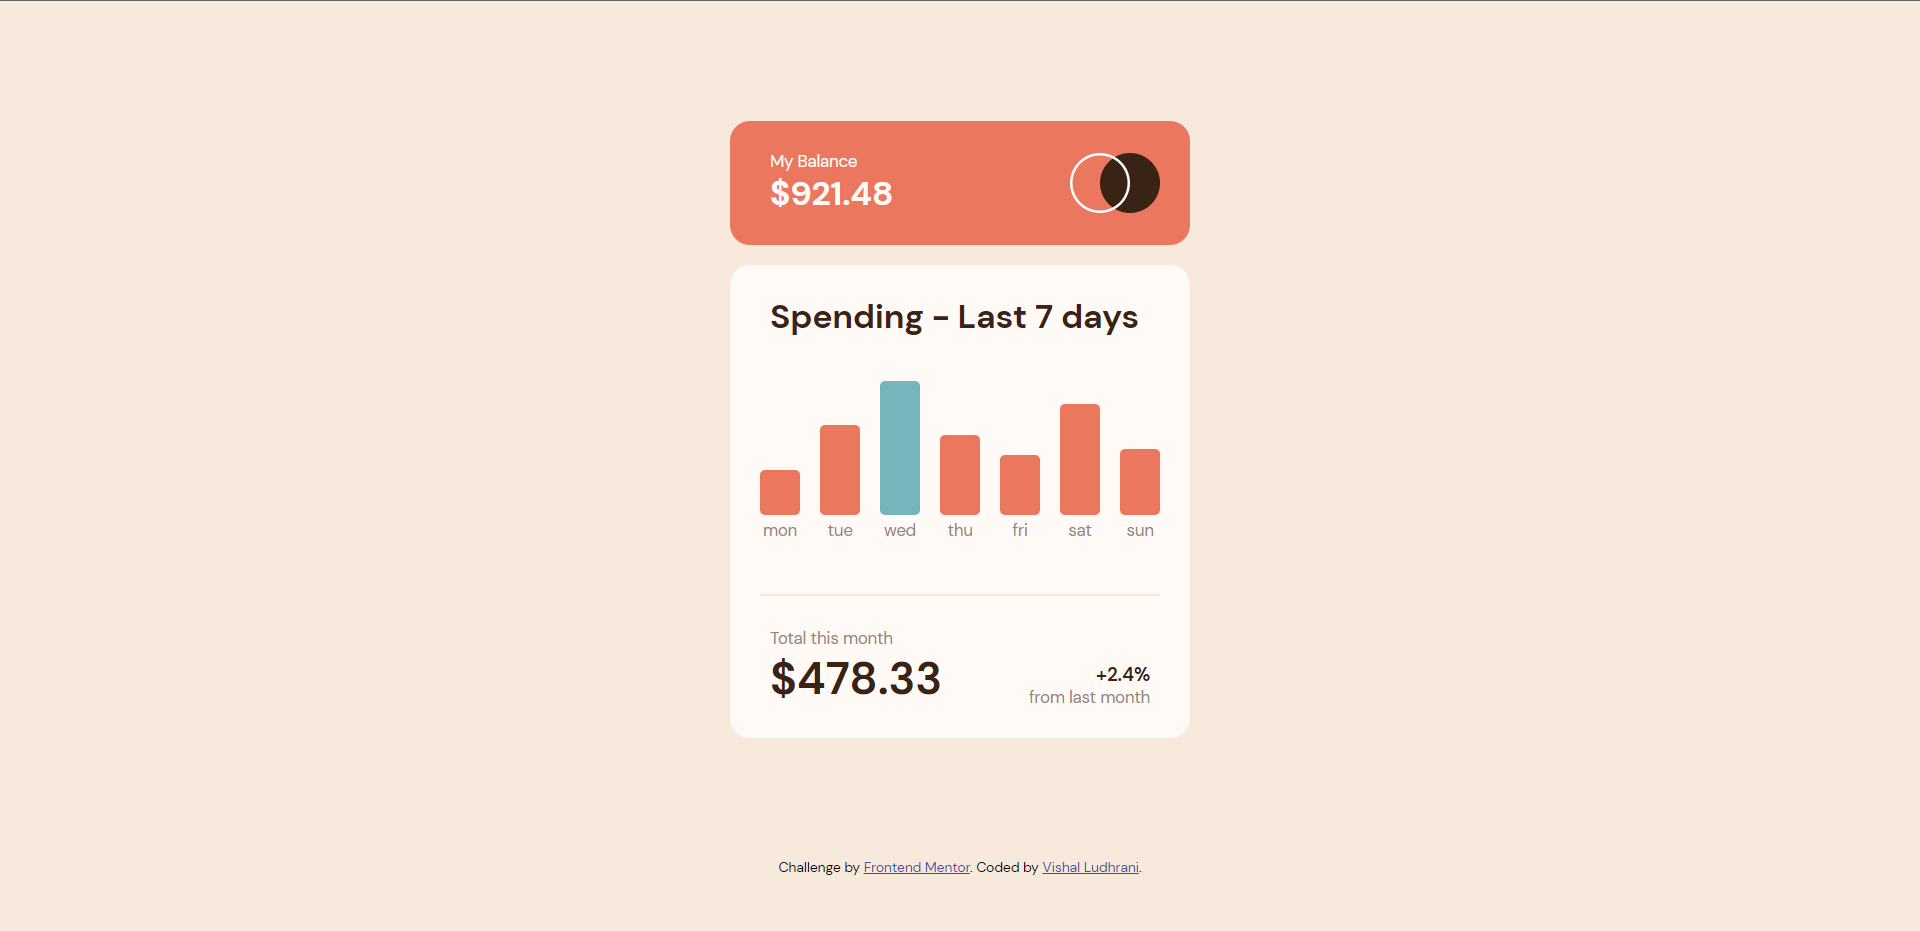 My Balance
$921.48
Spending - Last 7 days
mon tue wed thu fri sat sun
Total this month
$478.33
+2.4%
from last month
Challenge by Frontend Mentor. Coded by Vishal Ludhrani.